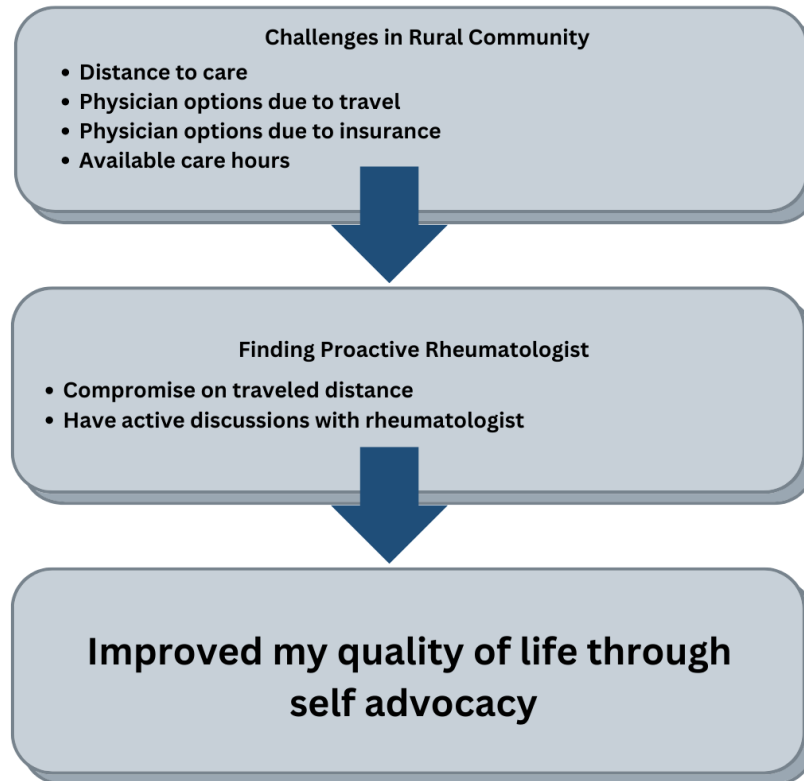 Challenges in Rural Community
• Distance to care
• Physician options due to travel
• Physician options due to insurance
• Available care hours
Finding Proactive Rheumatologist
• Compromise on traveled distance
• Have active discussions with rheumatologist
Improved my quality of life through
self advocacy